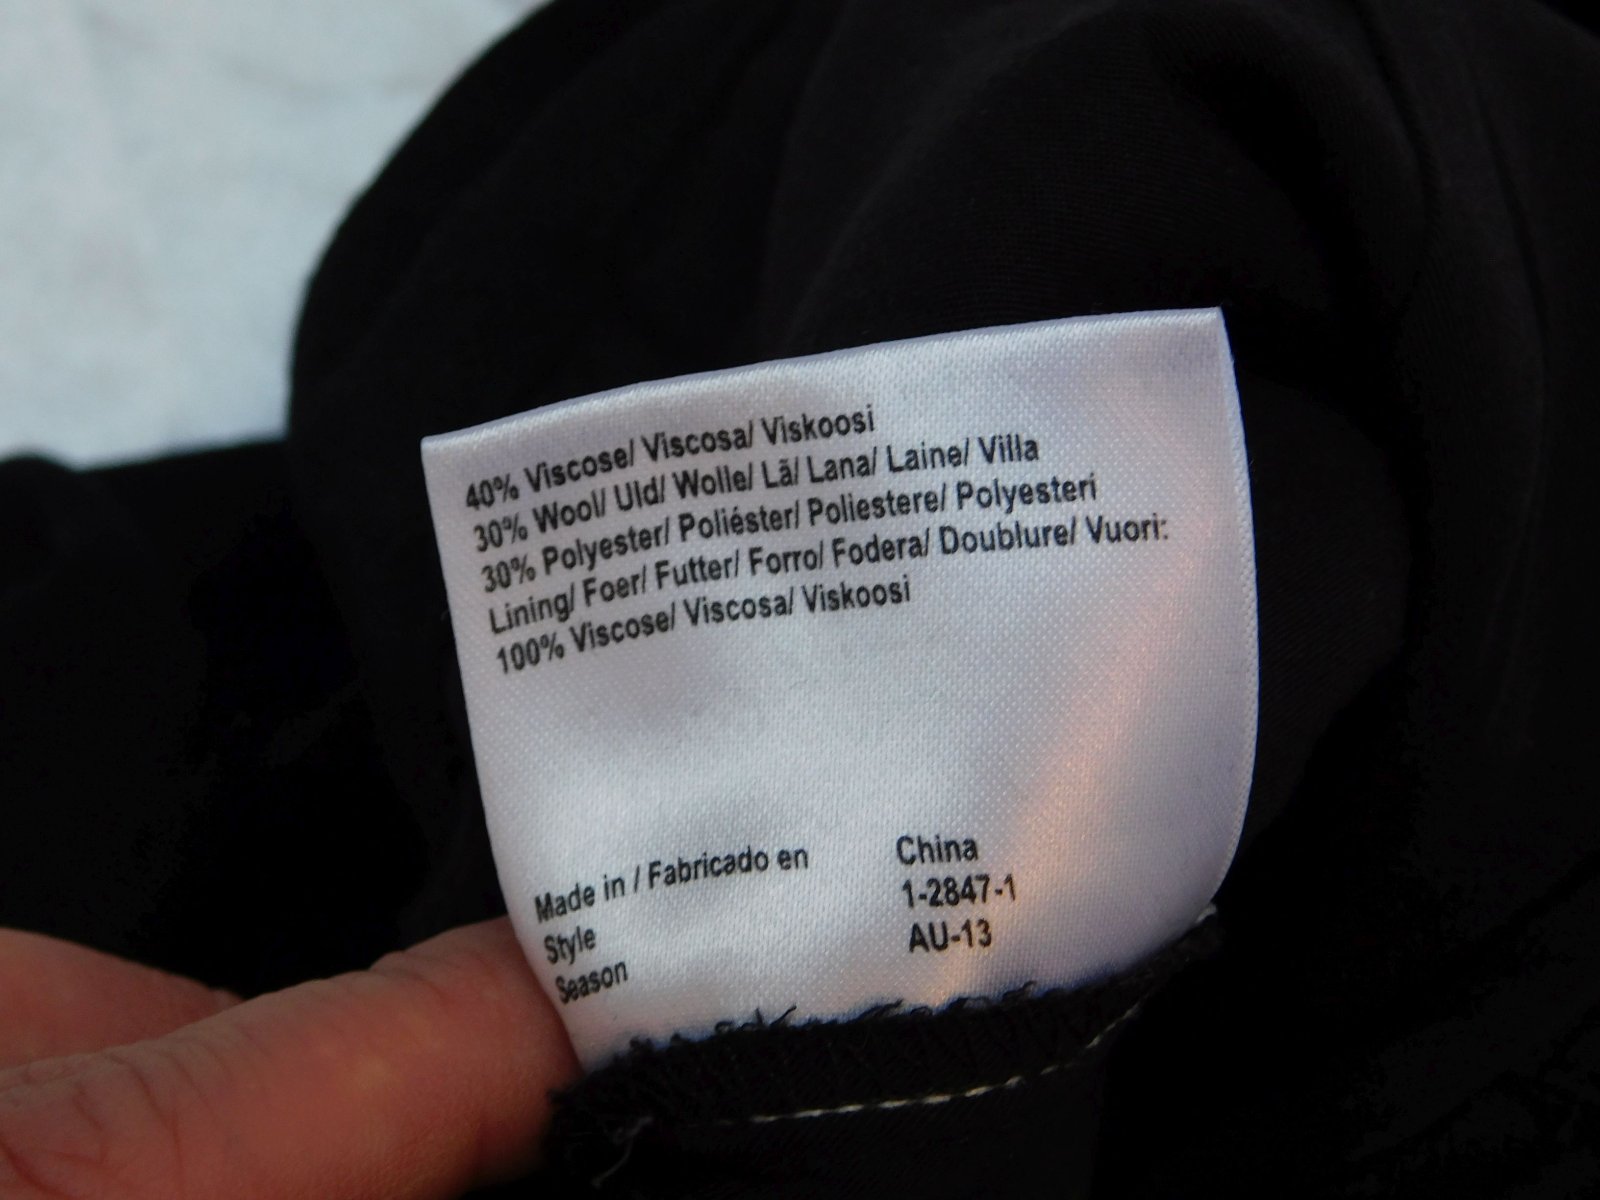 40% Viscose/ Viscosa/ Viskoosi
30% Wool/ Uld/ Wolle/ Lã/ Lana/ Laine/ Villa
30% Polyester/ Poliéster/ Poliestere/ Polyesteri
Lining/ Foer/ Futter/ Forro/ Fodera/ Doublure/ Vuori:
100% Viscose/ Viscosa/ Viskoosi
Made in / Fabricado en China
Style 1-2847-1
Season AU-13